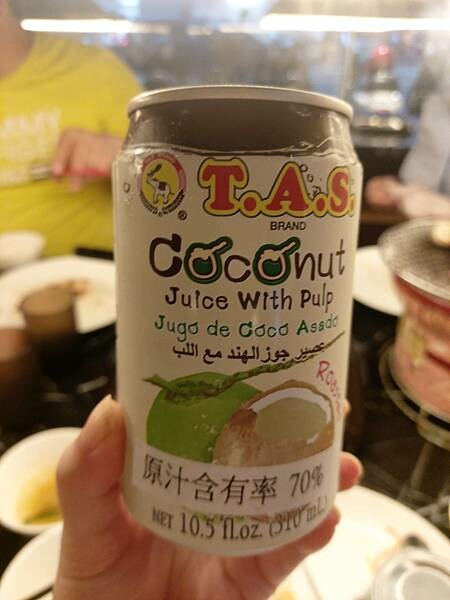 T.A.S.
BRAND
®
Coconut
Juice With Pulp
Jugo de Coco Asado
عصير جوز الهند مع اللب
原汁含有率 70%
NET 10.5 fl.oz. (310 mL)